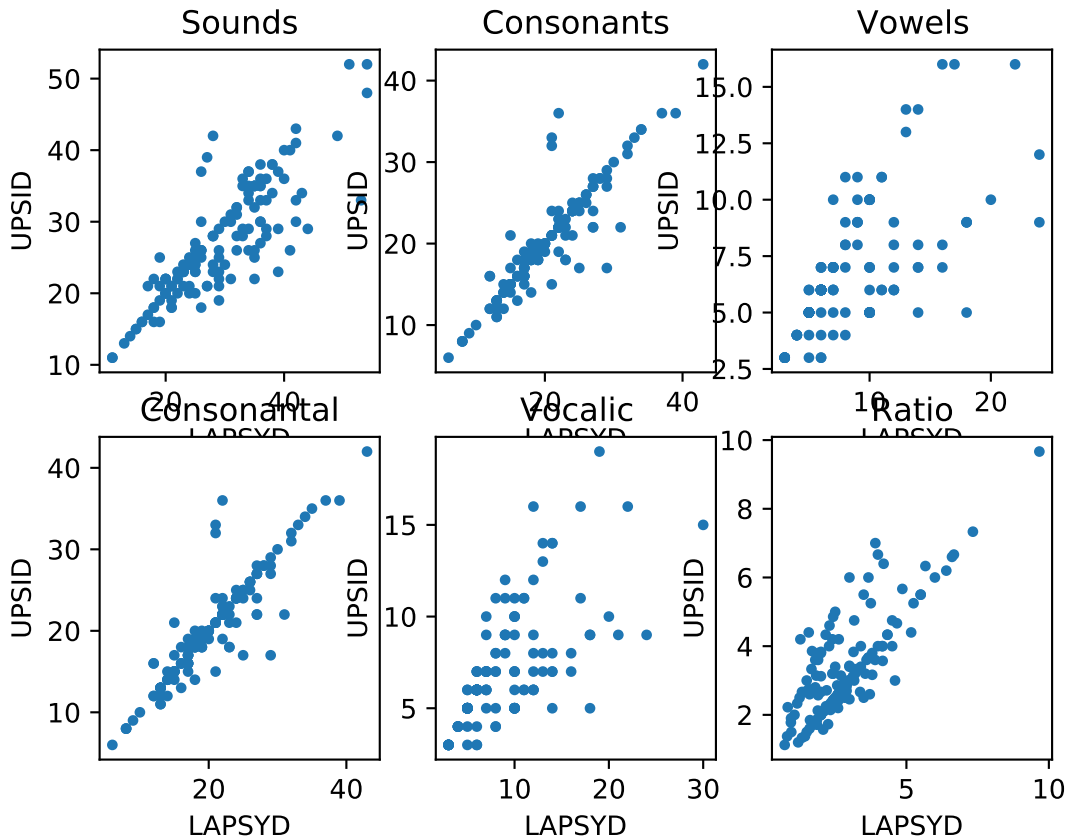 Sounds Consonants Vowels
50
40
30
20
10
UPSID
20 40
LAPSYD
40
30
20
10
UPSID
20 40
LAPSYD
15.0
12.5
10.0
7.5
5.0
2.5
UPSID
10 20
LAPSYD
Consonantal Vocalic Ratio
40
30
20
10
UPSID
20 40
LAPSYD
15
10
5
UPSID
10 20 30
LAPSYD
10
8
6
4
2
UPSID
5 10
LAPSYD